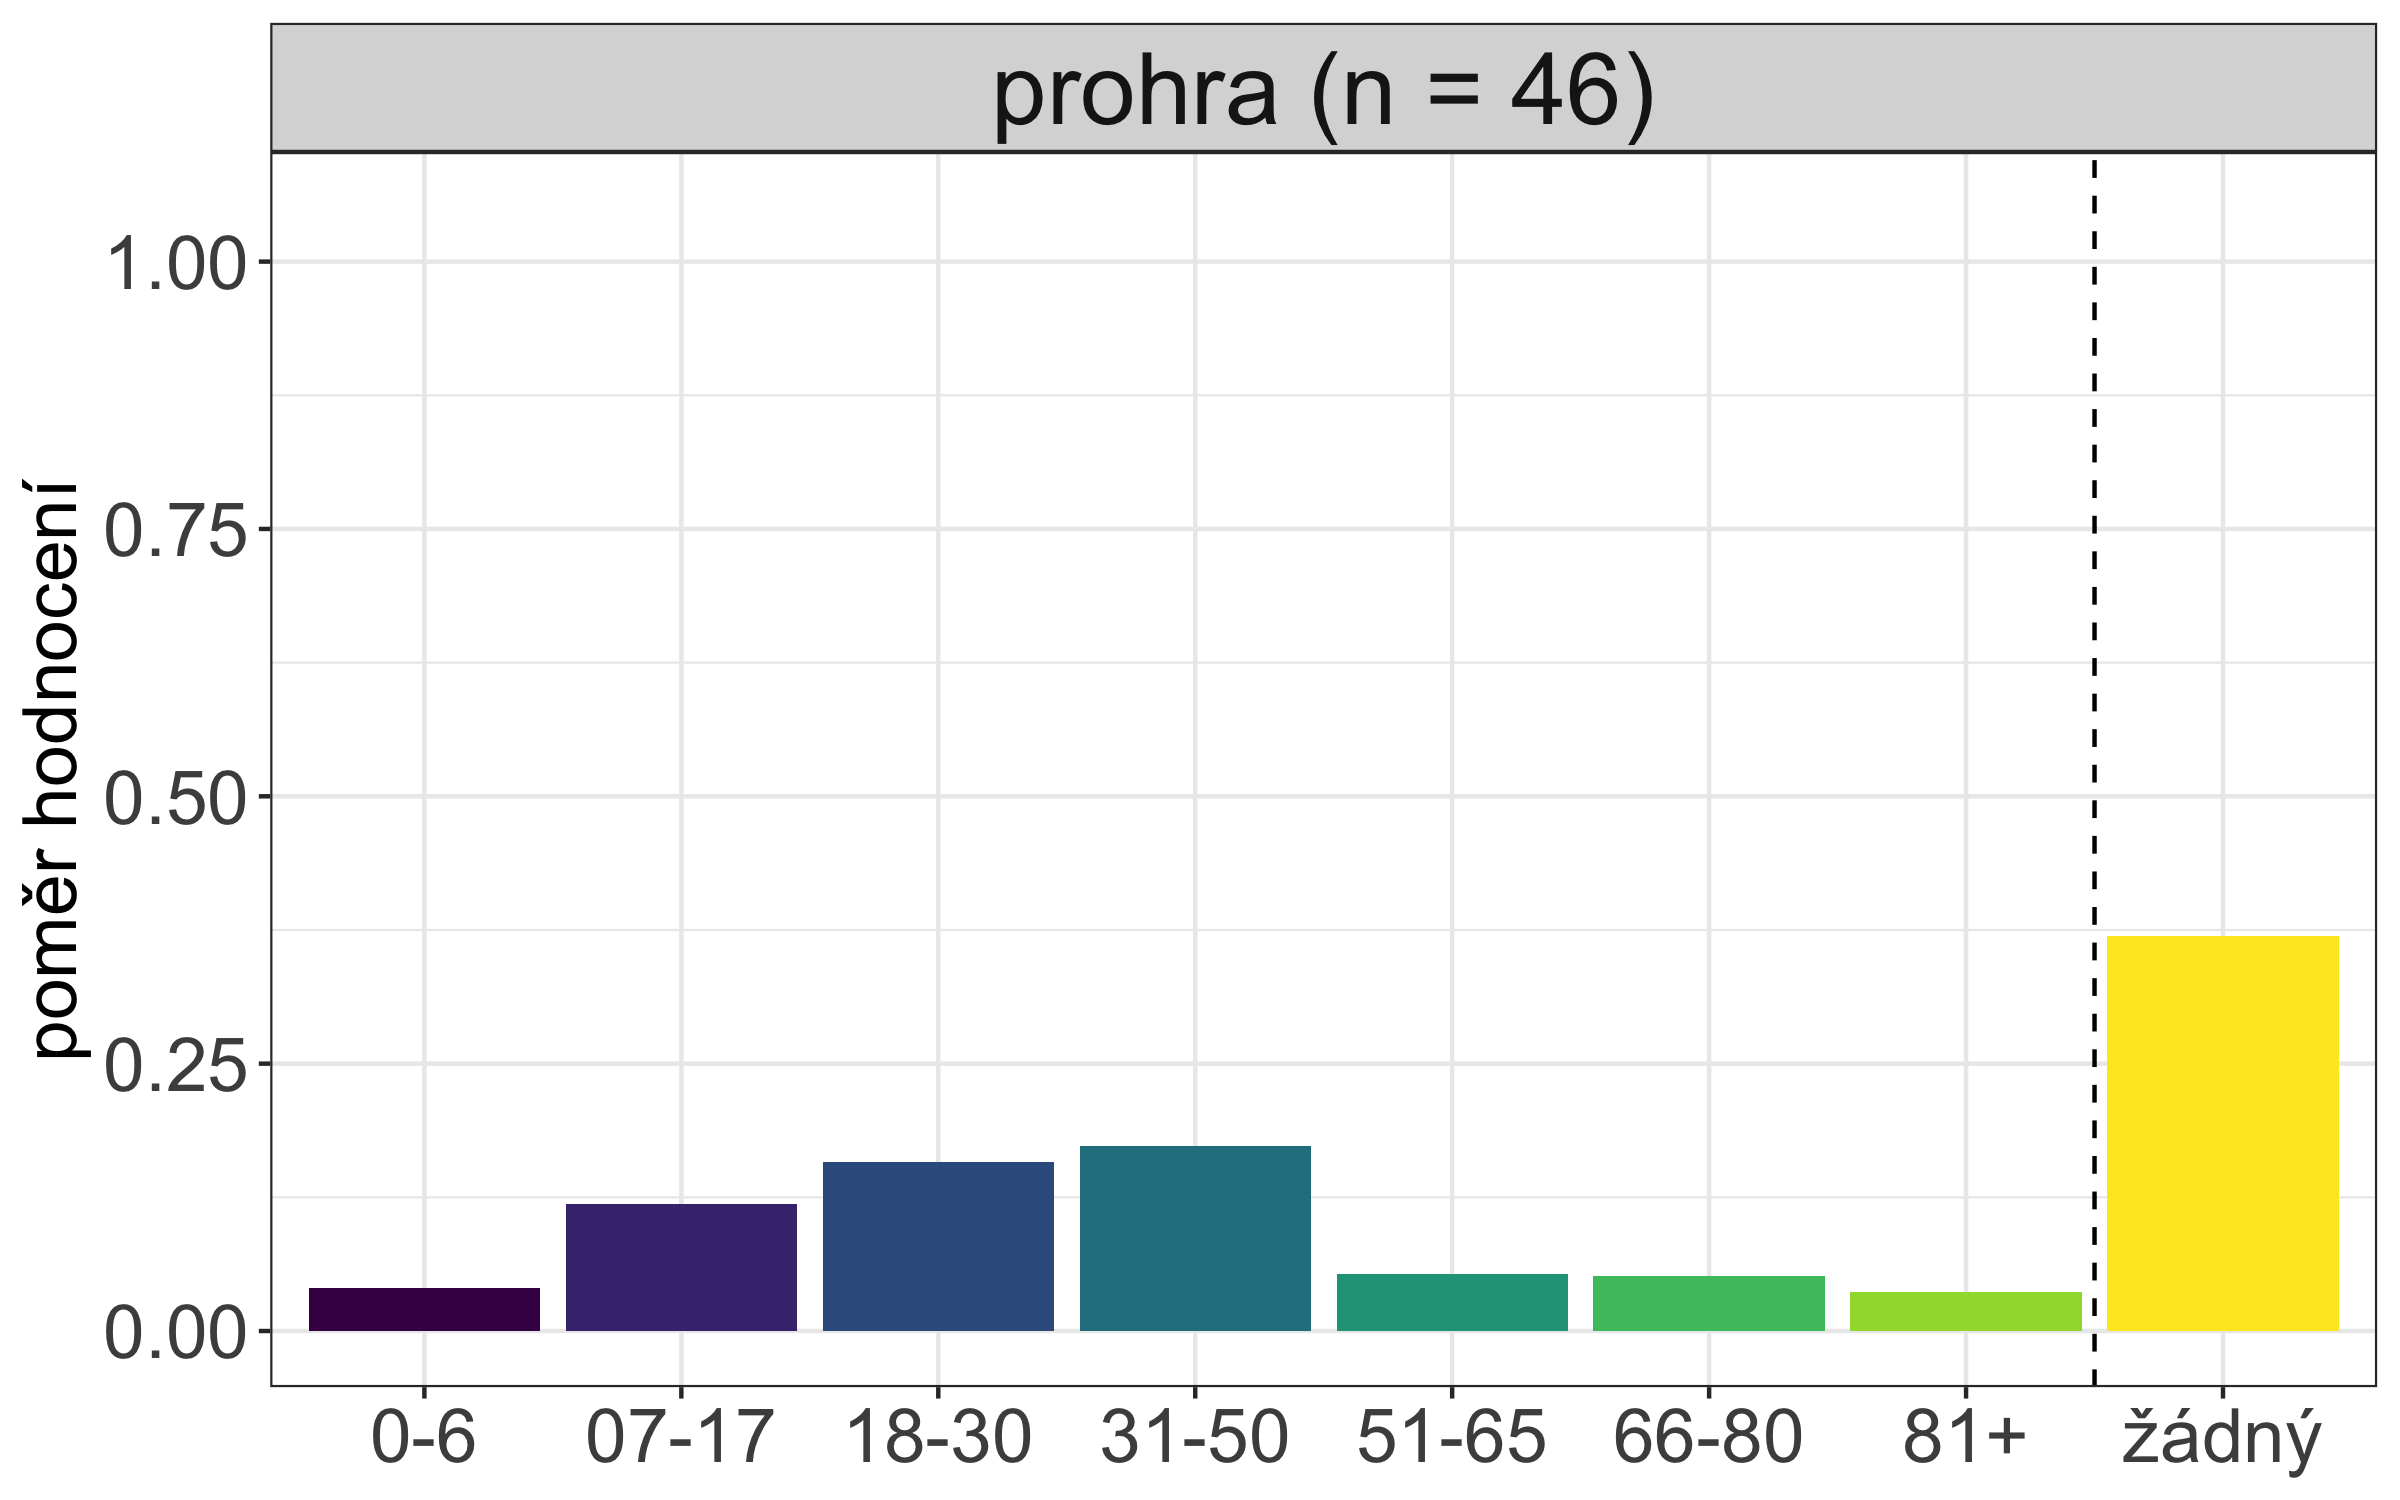 prohra (n = 46)
poměr hodnocení
1.00
0.75
0.50
0.25
0.00
0-6 07-17 18-30 31-50 51-65 66-80 81+ žádný